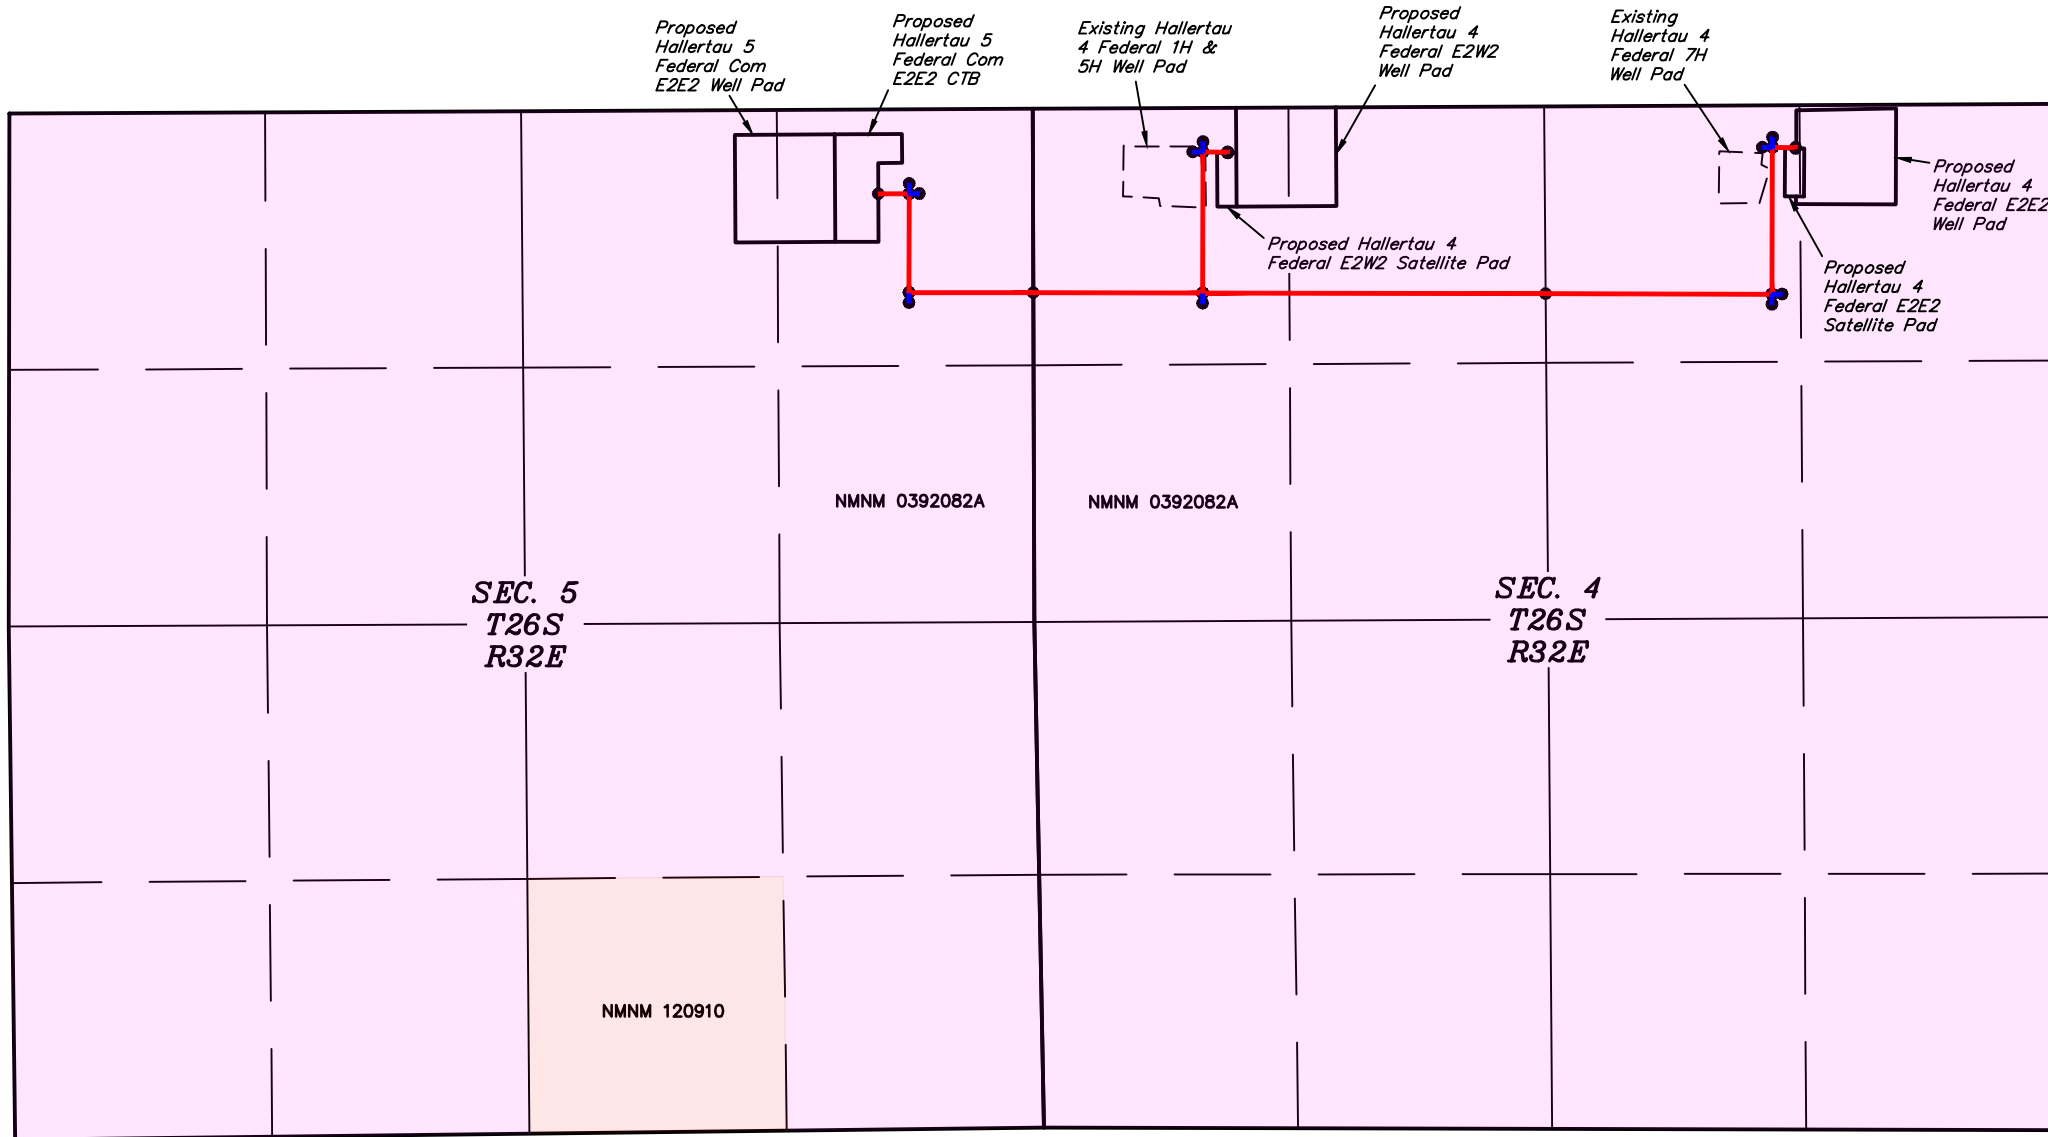 Proposed
Hallertau 5
Federal Com
E2E2 Well Pad
Proposed
Hallertau 5
Federal Com
E2E2 CTB
Existing Hallertau
4 Federal 1H &
5H Well Pad
Proposed
Hallertau 4
Federal E2W2
Well Pad
Existing
Hallertau 4
Federal 7H
Well Pad
Proposed
Hallertau 4
Federal E2E2
Well Pad
Proposed Hallertau 4
Federal E2W2 Satellite Pad
Proposed
Hallertau 4
Federal E2E2
Satellite Pad
NMNM 0392082A
NMNM 0392082A
SEC. 5
T26S
R32E
SEC. 4
T26S
R32E
NMNM 120910